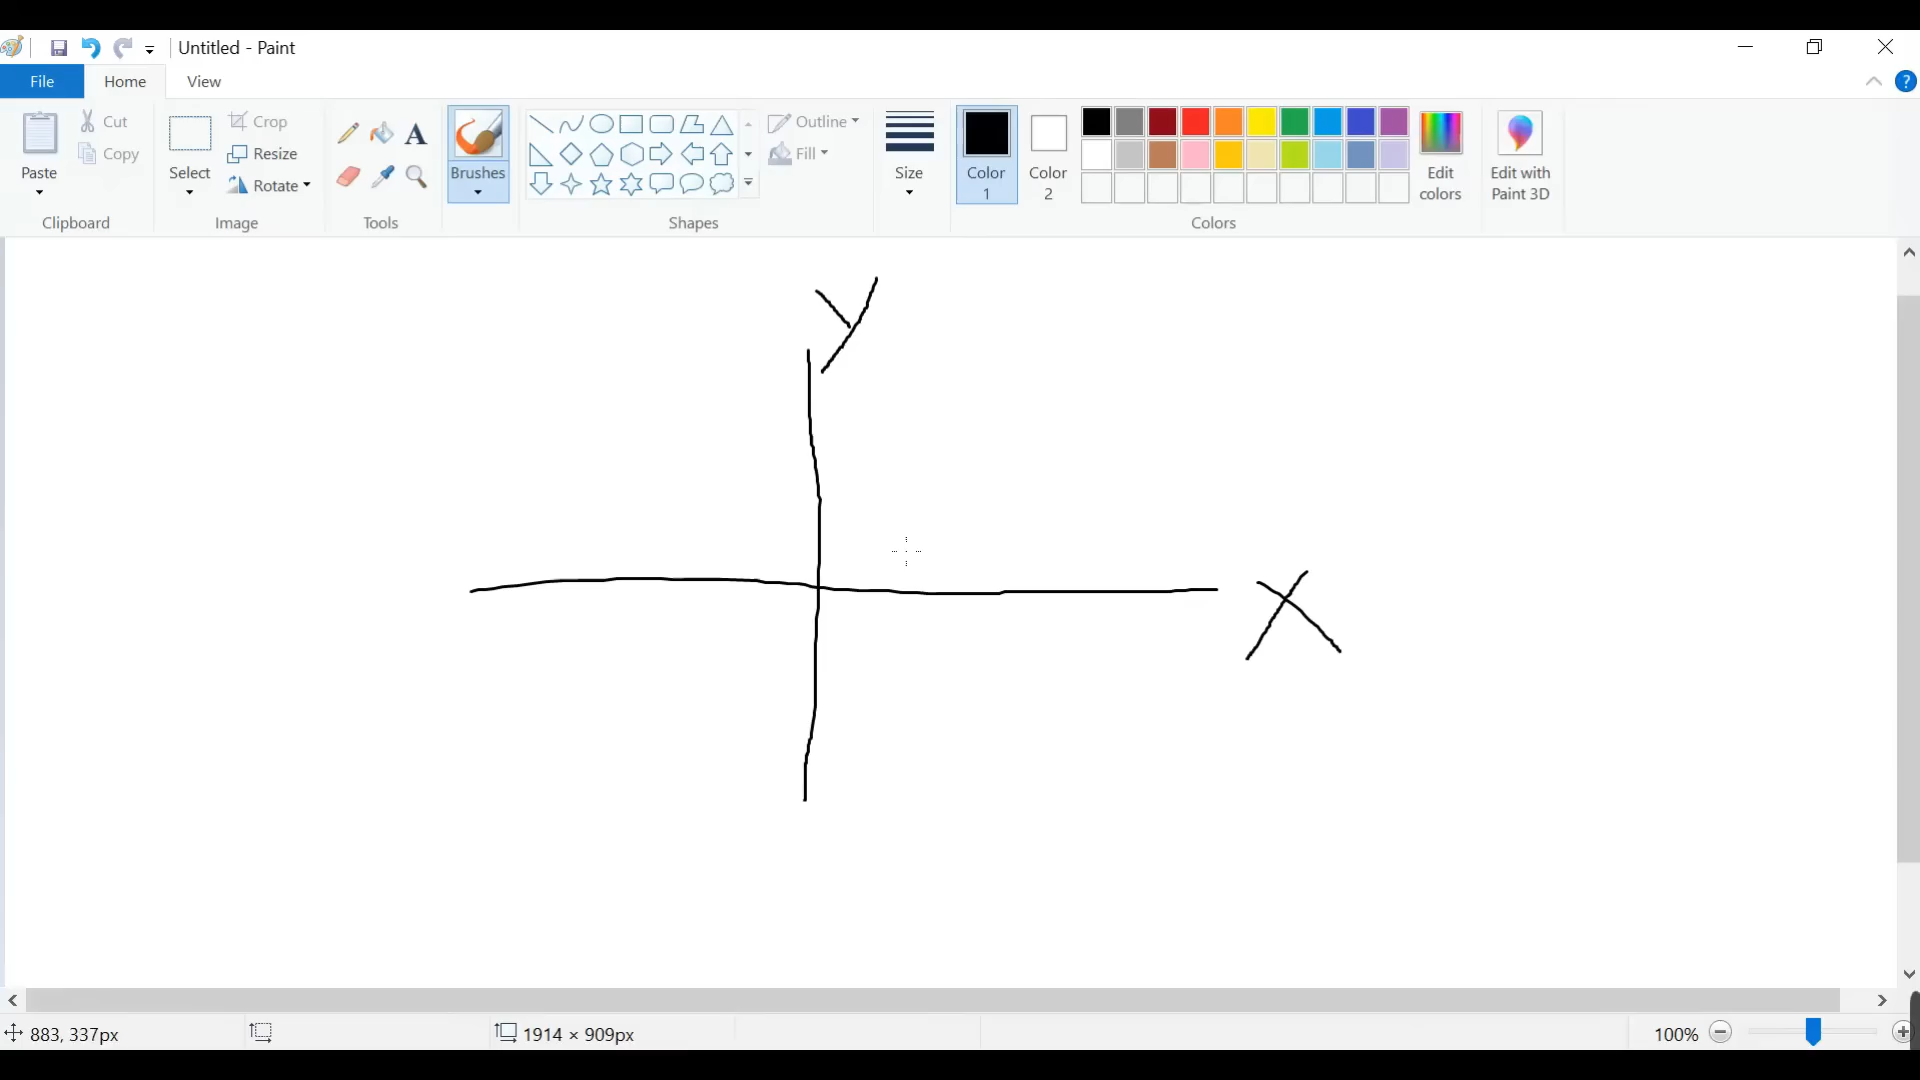 Untitled - Paint
File Home View
Paste Cut Copy
Clipboard
Select Crop Resize Rotate
Image
Tools
Brushes
Shapes
Outline Fill
Size
Color 1
Color 2
Edit colors
Colors
Edit with Paint 3D
y
X
883, 337px
1914 × 909px
100%